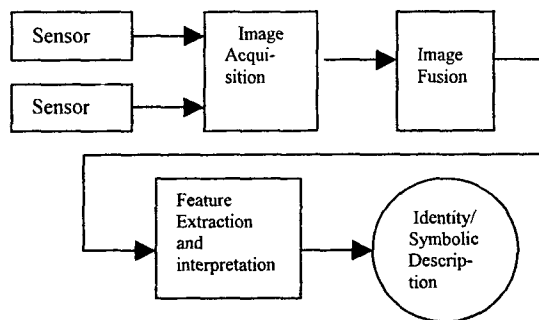 Sensor
Image
Acqui-
sition
Image
Fusion
Sensor
Feature
Extraction
and
interpretation
Identity/
Symbolic
Descrip-
tion